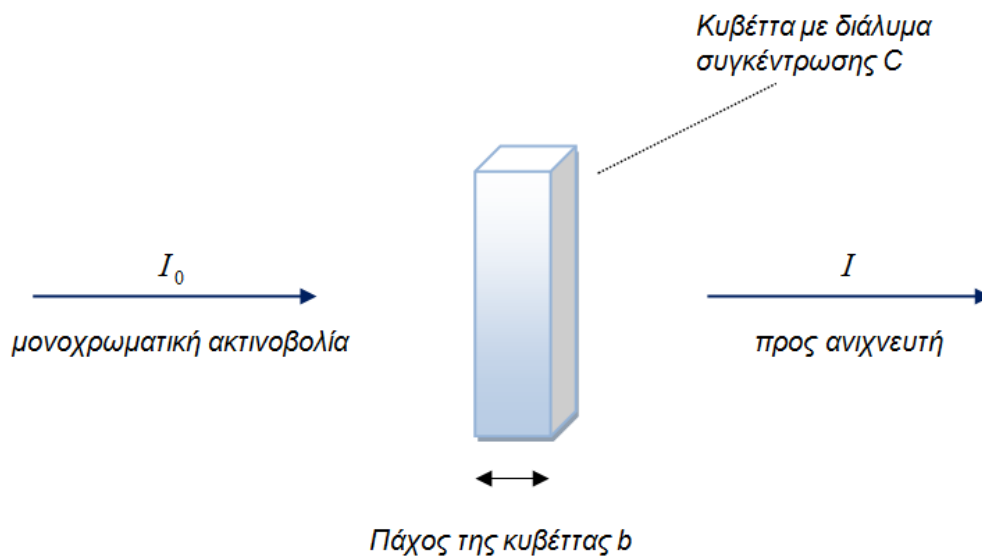 Κυβέττα με διάλυμα
συγκέντρωσης C
I₀
μονοχρωματική ακτινοβολία
I
προς ανιχνευτή
Πάχος της κυβέττας b